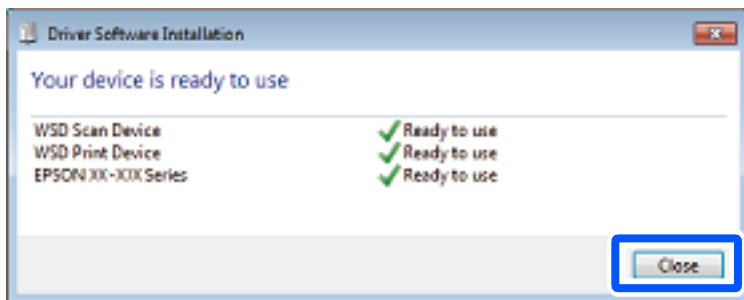 Driver Software Installation
Your device is ready to use
WSD Scan Device Ready to use
WSD Print Device Ready to use
EPSON XX-XXX Series Ready to use
Close